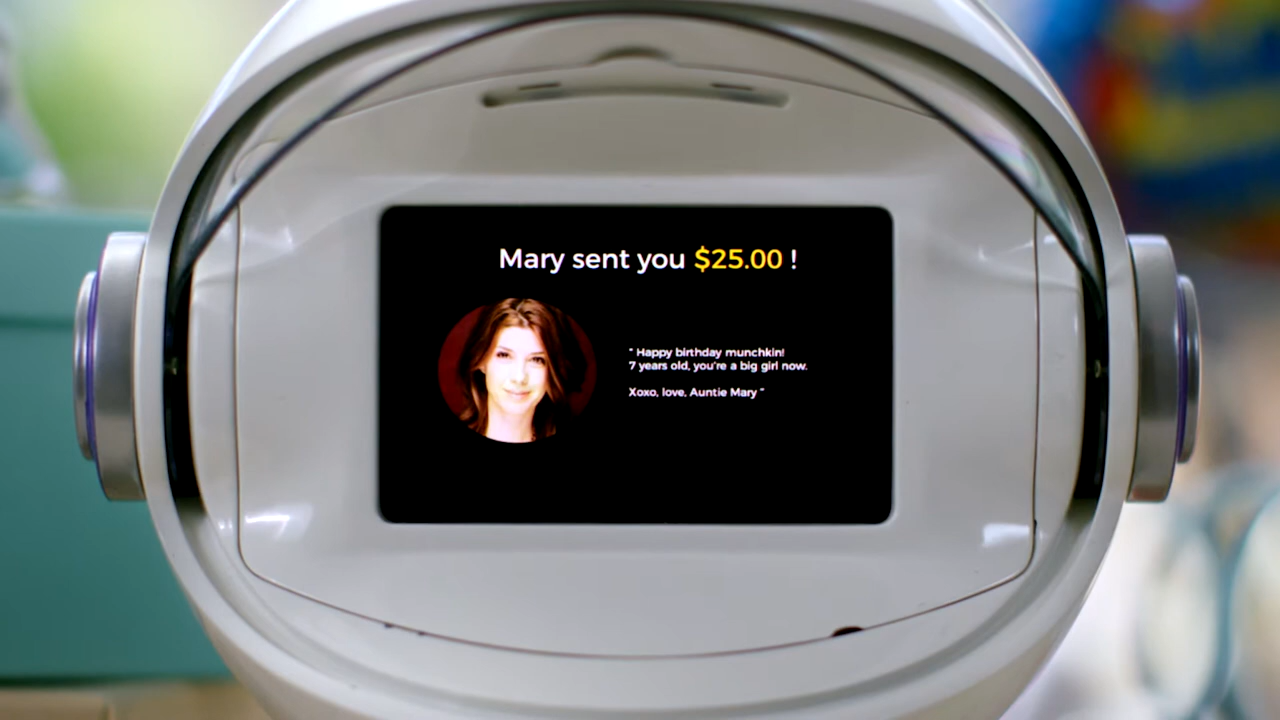 Mary sent you $25.00 !
" Happy birthday munchkin!
7 years old, you're a big girl now.
Xoxo, love, Auntie Mary "